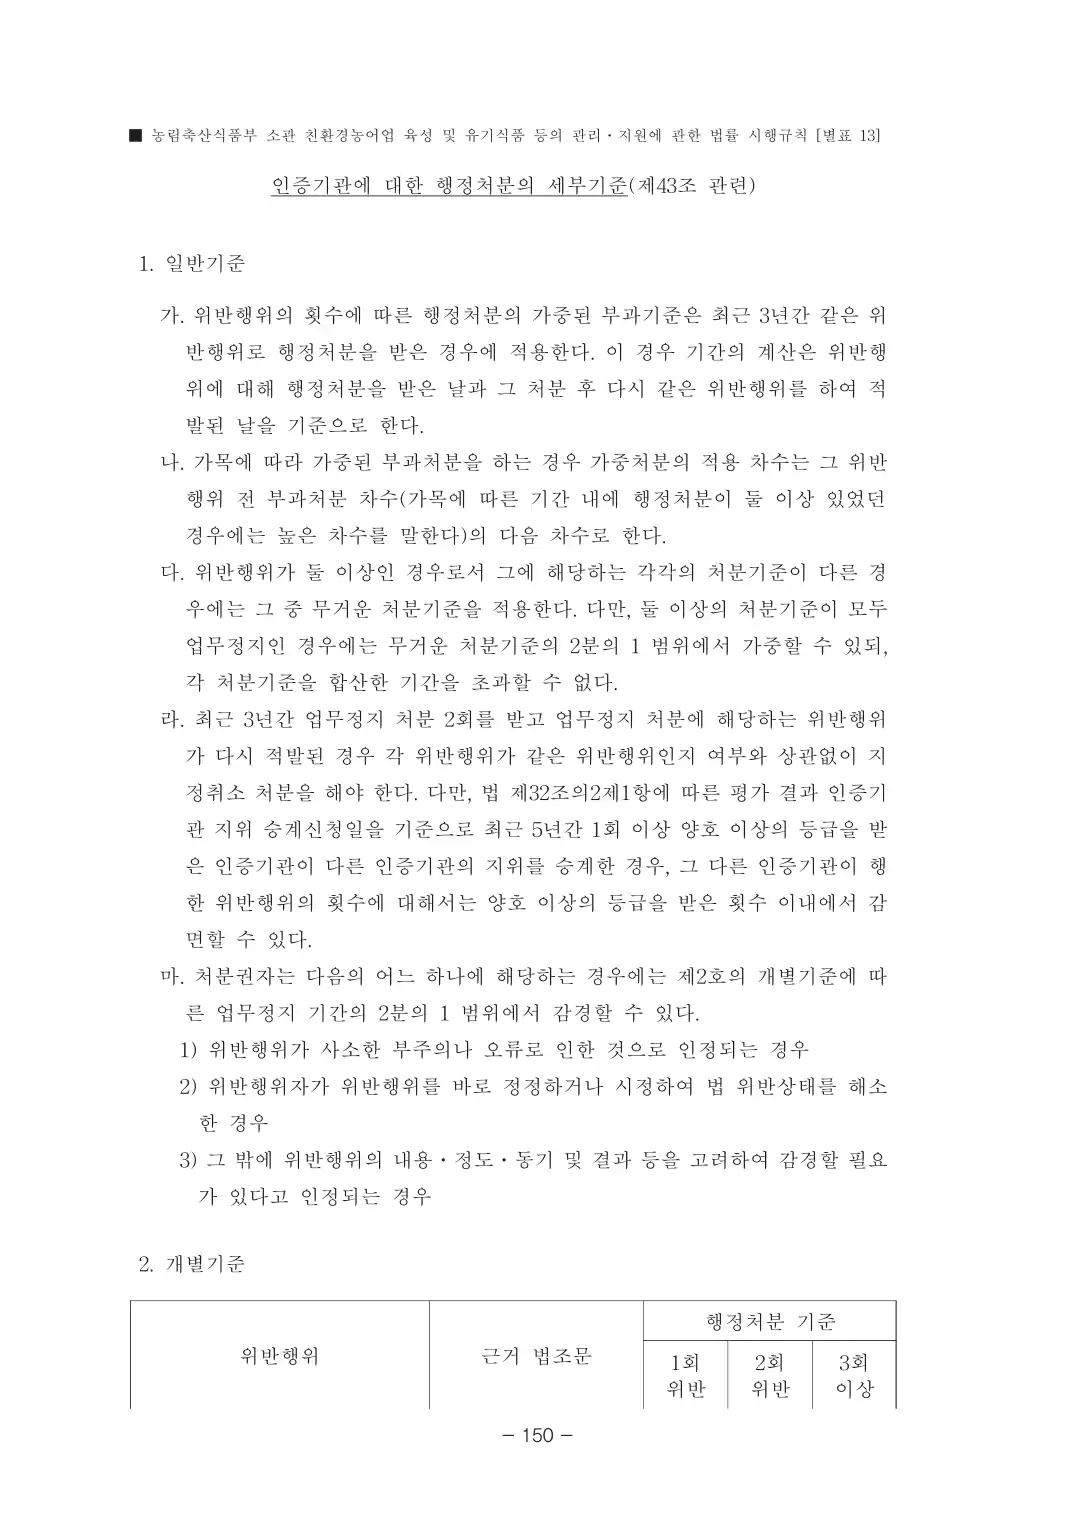 ■ 농림축산식품부 소관 친환경농어업 육성 및 유기식품 등의 관리・지원에 관한 법률 시행규칙 [별표 13]
인증기관에 대한 행정처분의 세부기준(제43조 관련)
1. 일반기준
가. 위반행위의 횟수에 따른 행정처분의 가중된 부과기준은 최근 3년간 같은 위
반행위로 행정처분을 받은 경우에 적용한다. 이 경우 기간의 계산은 위반행
위에 대해 행정처분을 받은 날과 그 처분 후 다시 같은 위반행위를 하여 적
발된 날을 기준으로 한다.
나. 가목에 따라 가중된 부과처분을 하는 경우 가중처분의 적용 차수는 그 위반
행위 전 부과처분 차수(가목에 따른 기간 내에 행정처분이 둘 이상 있었던
경우에는 높은 차수를 말한다)의 다음 차수로 한다.
다. 위반행위가 둘 이상인 경우로서 그에 해당하는 각각의 처분기준이 다른 경
우에는 그 중 무거운 처분기준을 적용한다. 다만, 둘 이상의 처분기준이 모두
업무정지인 경우에는 무거운 처분기준의 2분의 1 범위에서 가중할 수 있되,
각 처분기준을 합산한 기간을 초과할 수 없다.
라. 최근 3년간 업무정지 처분 2회를 받고 업무정지 처분에 해당하는 위반행위
가 다시 적발된 경우 각 위반행위가 같은 위반행위인지 여부와 상관없이 지
정취소 처분을 해야 한다. 다만, 법 제32조의2제1항에 따른 평가 결과 인증기
관 지위 승계신청일을 기준으로 최근 5년간 1회 이상 양호 이상의 등급을 받
은 인증기관이 다른 인증기관의 지위를 승계한 경우, 그 다른 인증기관이 행
한 위반행위의 횟수에 대해서는 양호 이상의 등급을 받은 횟수 이내에서 감
면할 수 있다.
마. 처분권자는 다음의 어느 하나에 해당하는 경우에는 제2호의 개별기준에 따
른 업무정지 기간의 2분의 1 범위에서 감경할 수 있다.
1) 위반행위가 사소한 부주의나 오류로 인한 것으로 인정되는 경우
2) 위반행위자가 위반행위를 바로 정정하거나 시정하여 법 위반상태를 해소
한 경우
3) 그 밖에 위반행위의 내용・정도・동기 및 결과 등을 고려하여 감경할 필요
가 있다고 인정되는 경우
2. 개별기준
위반행위
근거 법조문
행정처분 기준
1회
위반
2회
위반
3회
이상
- 150 -